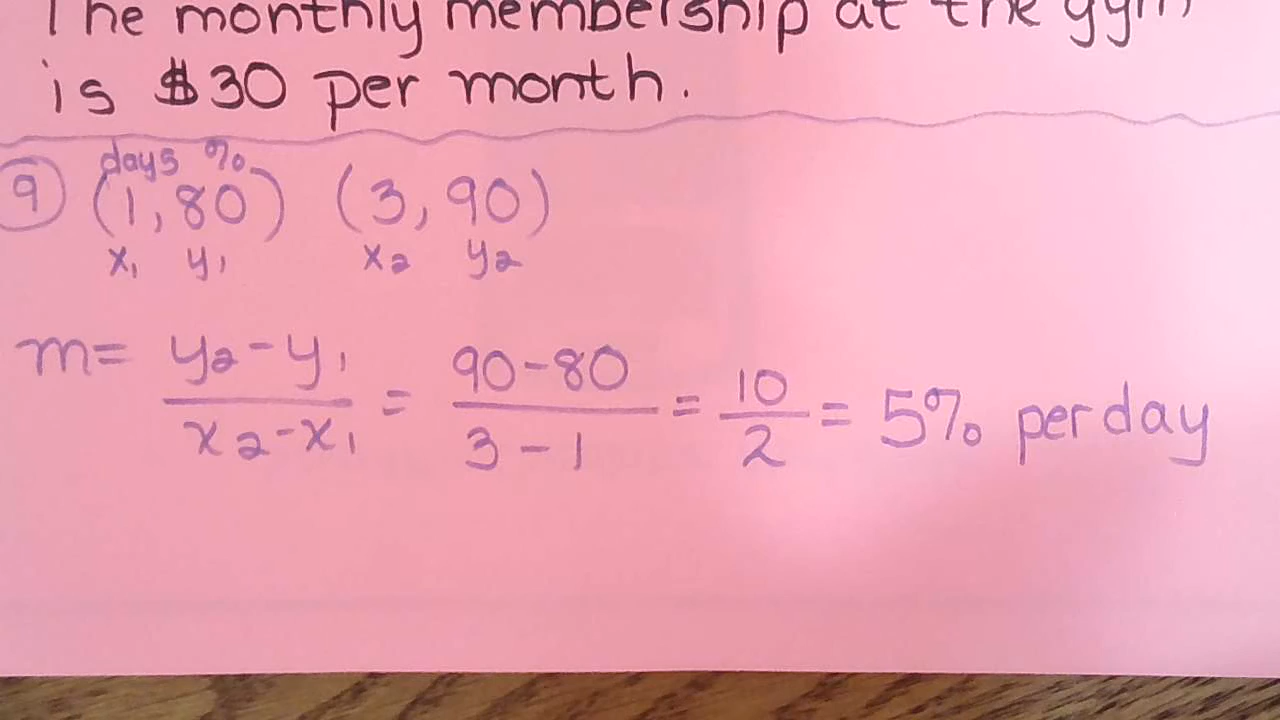 The monthly membership at the gym
is $30 per month.
days %
9 (1, 80) (3, 90)
x₁ y₁ x₂ y₂
m = y₂-y₁ / x₂-x₁ = 90-80 / 3-1 = 10 / 2 = 5% per day